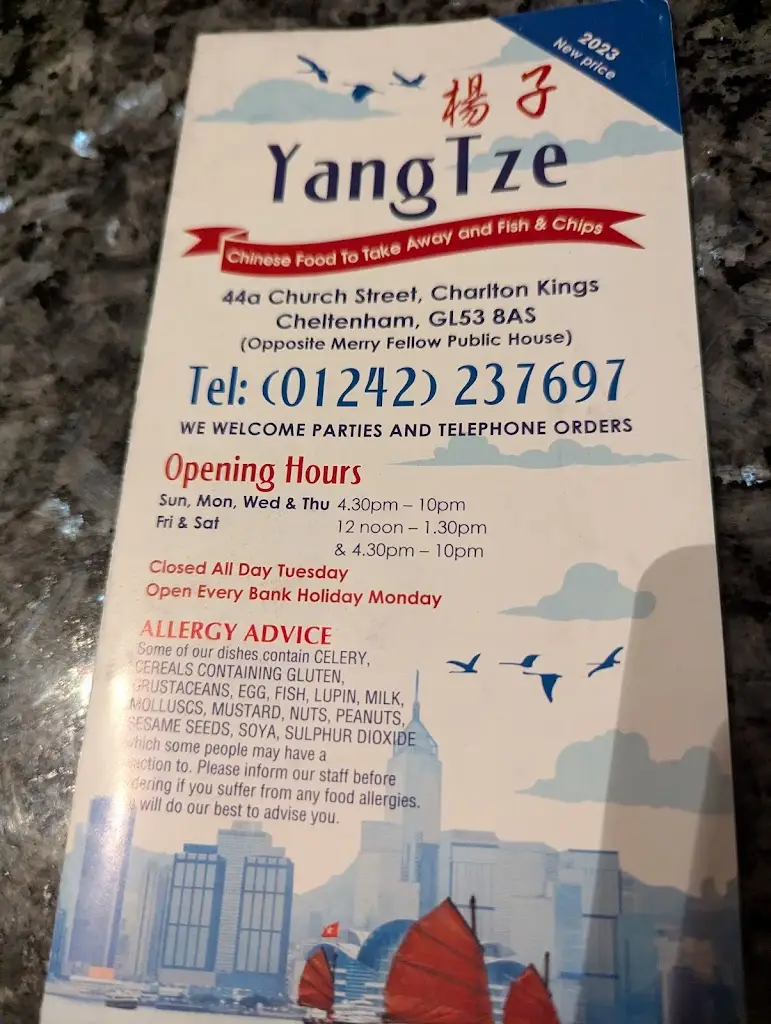 2023
New price
楊子
YangTze
Chinese Food To Take Away and Fish & Chips
44a Church Street, Charlton Kings
Cheltenham, GL53 8AS
(Opposite Merry Fellow Public House)
Tel: (01242) 237697
WE WELCOME PARTIES AND TELEPHONE ORDERS
Opening Hours
Sun, Mon, Wed & Thu 4.30pm – 10pm
Fri & Sat 12 noon – 1.30pm
& 4.30pm – 10pm
Closed All Day Tuesday
Open Every Bank Holiday Monday
ALLERGY ADVICE
Some of our dishes contain CELERY,
CEREALS CONTAINING GLUTEN,
CRUSTACEANS, EGG, FISH, LUPIN, MILK,
MOLLUSCS, MUSTARD, NUTS, PEANUTS,
SESAME SEEDS, SOYA, SULPHUR DIOXIDE
which some people may have a
to. Please inform our staff before
if you suffer from any food allergies.
will do our best to advise you.